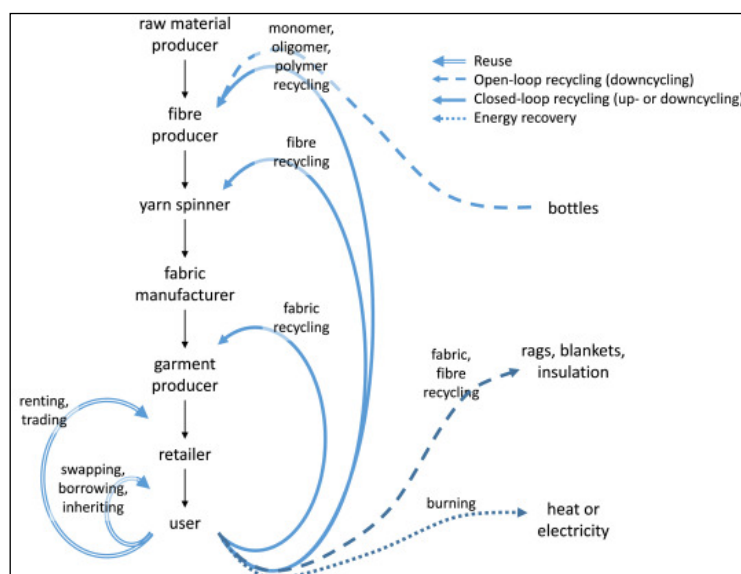 raw material
producer
monomer,
oligomer,
polymer
recycling
Reuse
Open-loop recycling (downcycling)
Closed-loop recycling (up- or downcycling)
Energy recovery
fibre
producer
fibre
recycling
yarn spinner
bottles
fabric
manufacturer
fabric
recycling
garment
producer
fabric,
fibre
recycling
rags, blankets,
insulation
renting,
trading
retailer
swapping,
borrowing,
inheriting
user
burning
heat or
electricity